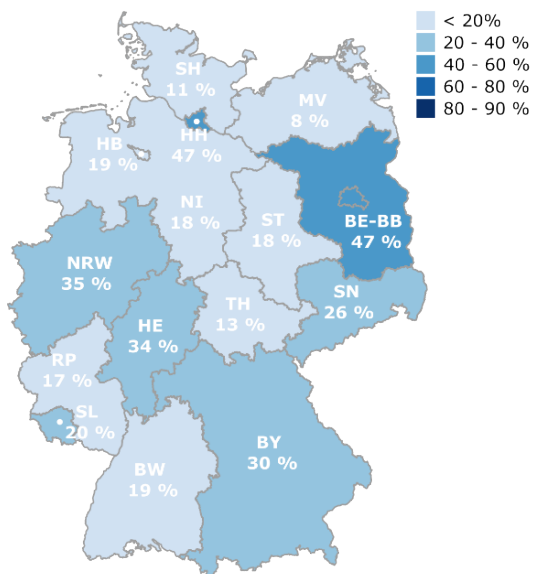 < 20%
20 - 40 %
40 - 60 %
60 - 80 %
80 - 90 %
SH
11 %
MV
8 %
HH
47 %
HB
19 %
NI
18 %
ST
18 %
BE-BB
47 %
NRW
35 %
HE
34 %
TH
13 %
SN
26 %
RP
17 %
SL
20 %
BW
19 %
BY
30 %